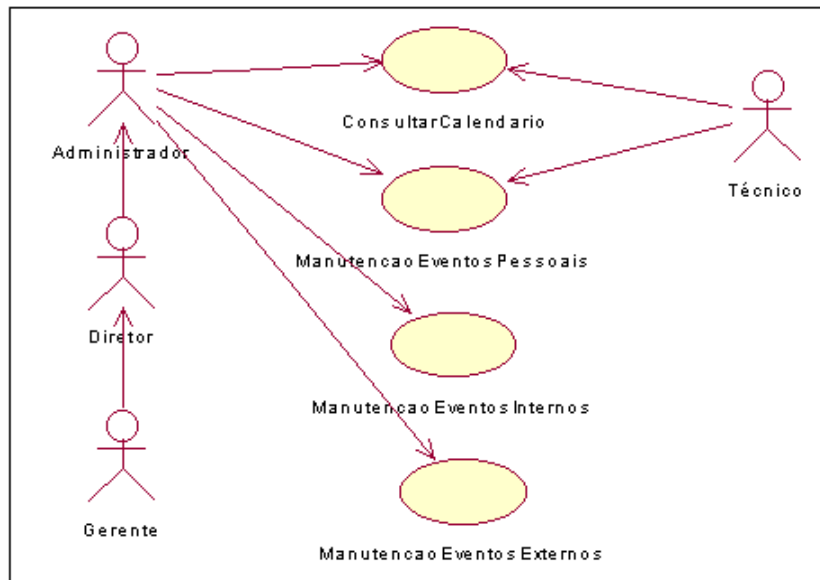 ConsultarCalendario
Administrador
Técnico
ManutencaoEventosPessoais
Diretor
ManutencaoEventosInternos
Gerente
ManutencaoEventosExternos